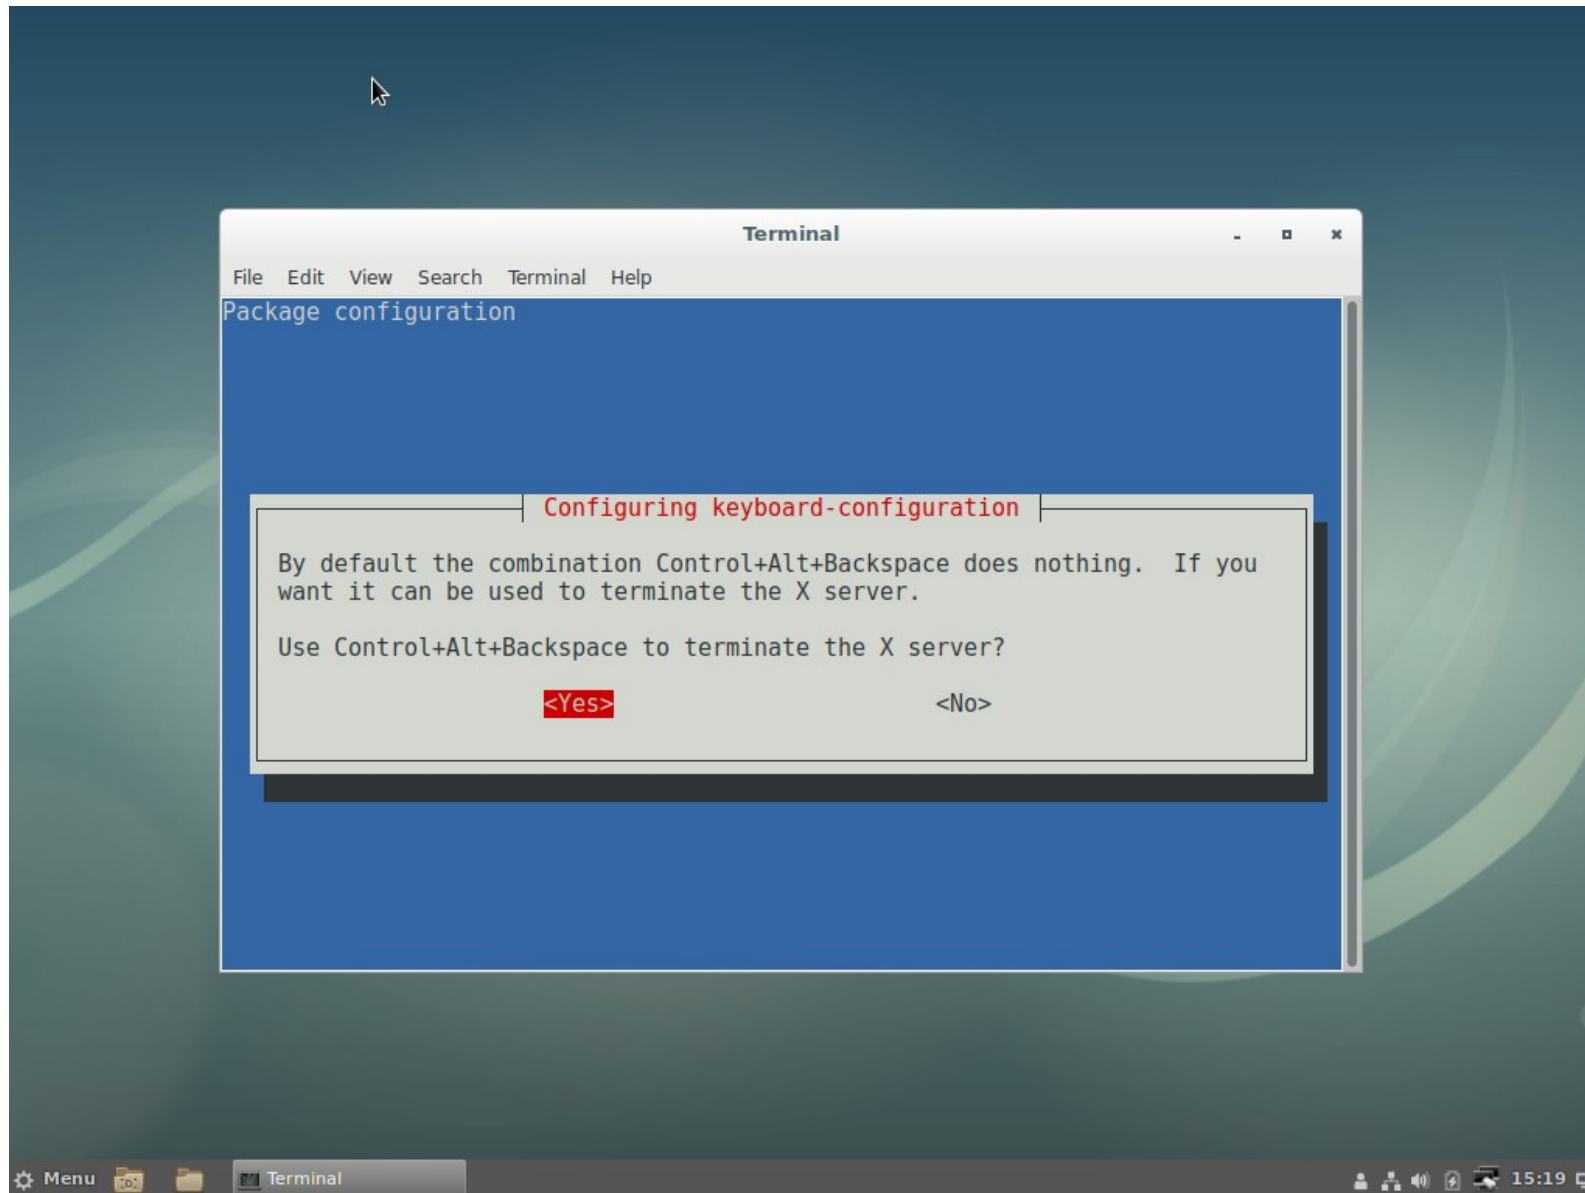 Terminal
File Edit View Search Terminal Help
Package configuration
Configuring keyboard-configuration
By default the combination Control+Alt+Backspace does nothing.  If you
want it can be used to terminate the X server.
Use Control+Alt+Backspace to terminate the X server?
<Yes> <No>
Menu Terminal 15:19